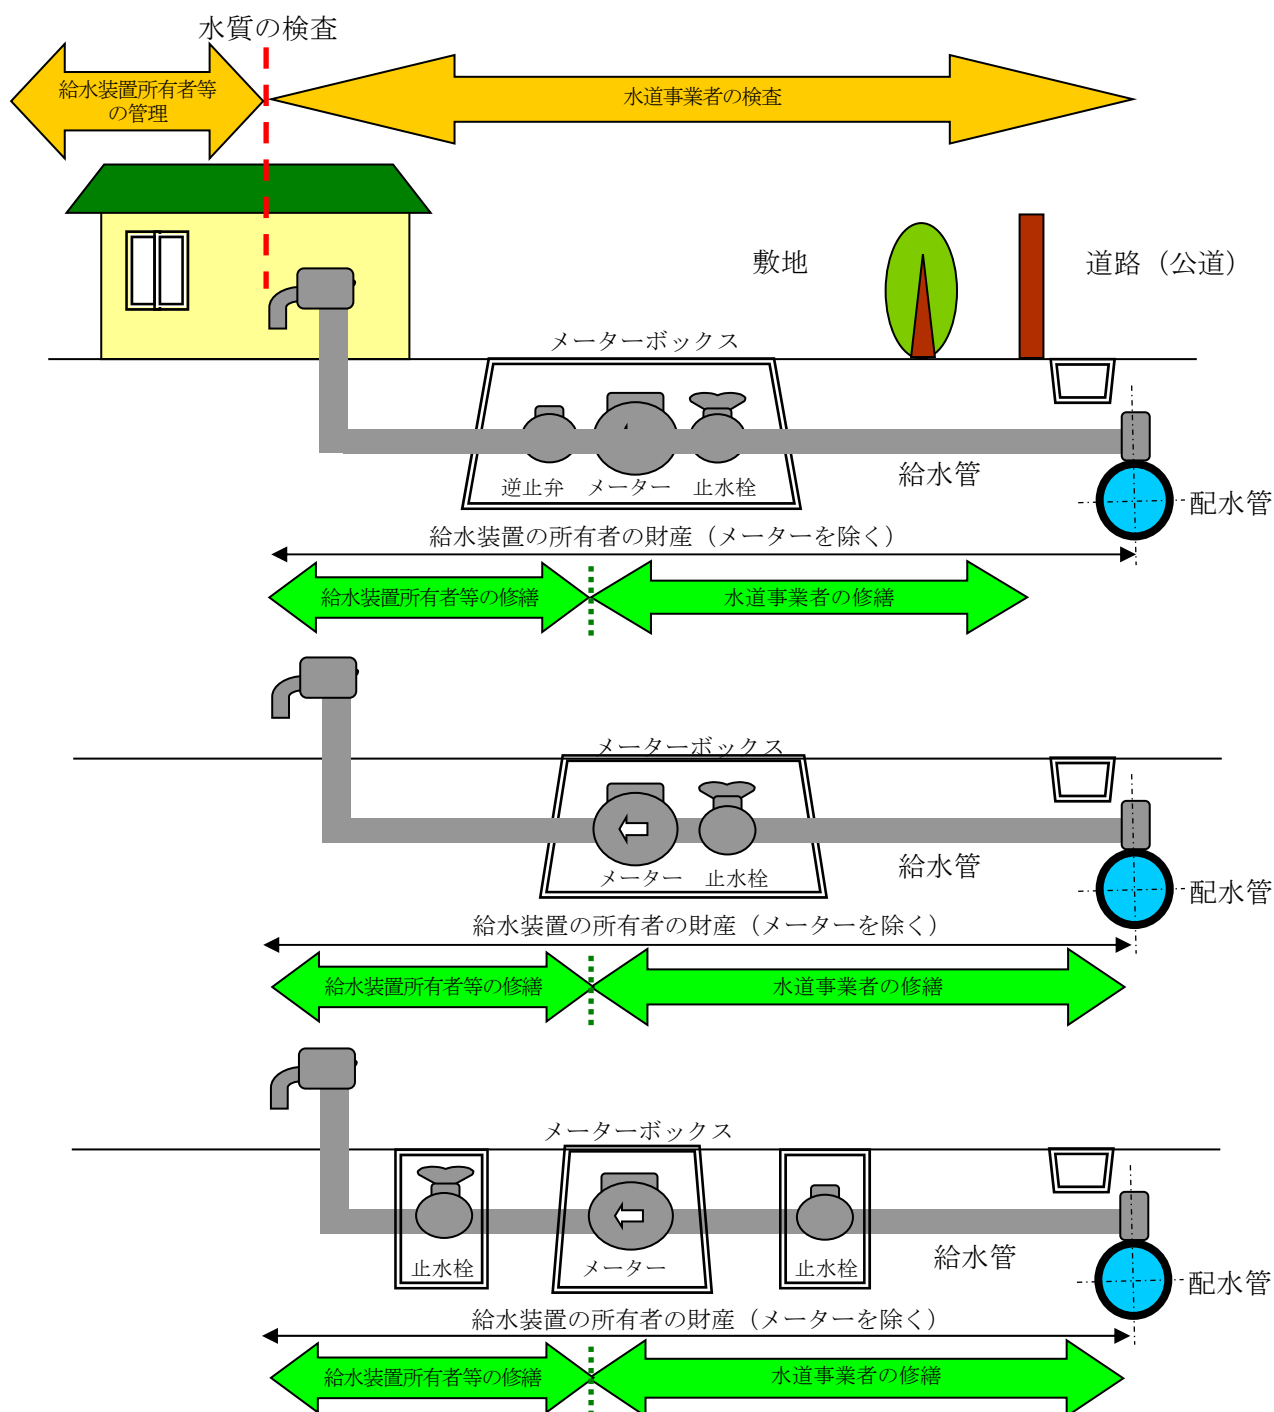 水質の検査
給水装置所有者等
の管理
水道事業者の検査
敷地
道路（公道）
メーターボックス
逆止弁
メーター
止水栓
給水管
配水管
給水装置の所有者の財産（メーターを除く）
給水装置所有者等の修繕
水道事業者の修繕
メーターボックス
メーター
止水栓
給水管
配水管
給水装置の所有者の財産（メーターを除く）
給水装置所有者等の修繕
水道事業者の修繕
メーターボックス
止水栓
メーター
止水栓
給水管
配水管
給水装置の所有者の財産（メーターを除く）
給水装置所有者等の修繕
水道事業者の修繕